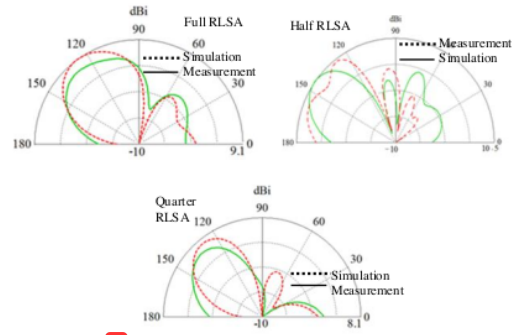 dBi
Full RLSA
90
120
60
Simulation
Measurement
150
30
180
-10
9.1
0
dBi
Half RLSA
90
120
Measurement
Simulation
150
30
180
-10
10.5
0
dBi
Quarter
RLSA
90
120
60
150
30
Simulation
Measurement
180
-10
8.1
0